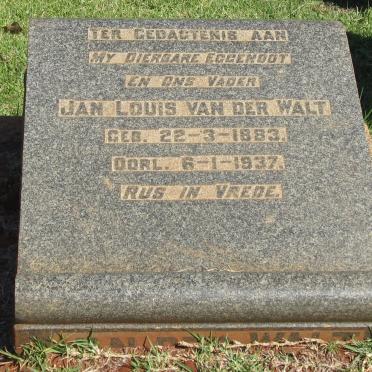 TER GEDAGTENIS AAN
MY DIERBARE EGGENOOT
EN ONS VADER
JAN LOUIS VAN DER WALT
GEB. 22-3-1883.
OORL. 6-1-1937.
RUS IN VREDE.
WALT